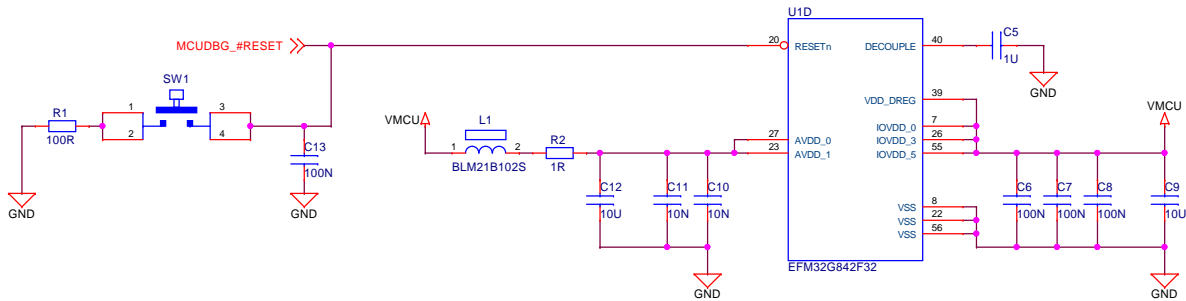 U1D
MCUDBG_#RESET
20
RESETn
DECOUPLE
40
C5
1U
GND
SW1
R1
100R
1
2
3
4
C13
100N
GND
GND
VMCU
L1
1
2
BLM21B102S
R2
1R
27
23
AVDD_0
AVDD_1
VDD_DREG
39
IOVDD_0
7
IOVDD_3
26
IOVDD_5
55
VMCU
C12
10U
C11
10N
C10
10N
GND
VSS
8
VSS
22
VSS
56
C6
100N
C7
100N
C8
100N
C9
10U
GND
EFM32G842F32